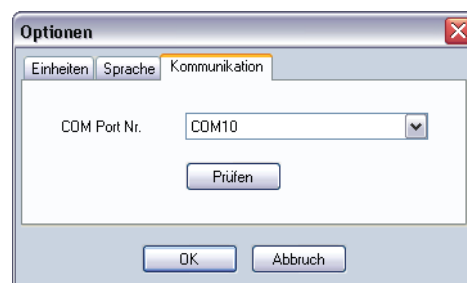 Optionen
Einheiten Sprache Kommunikation
COM Port Nr. COM10
Prüfen
OK Abbruch